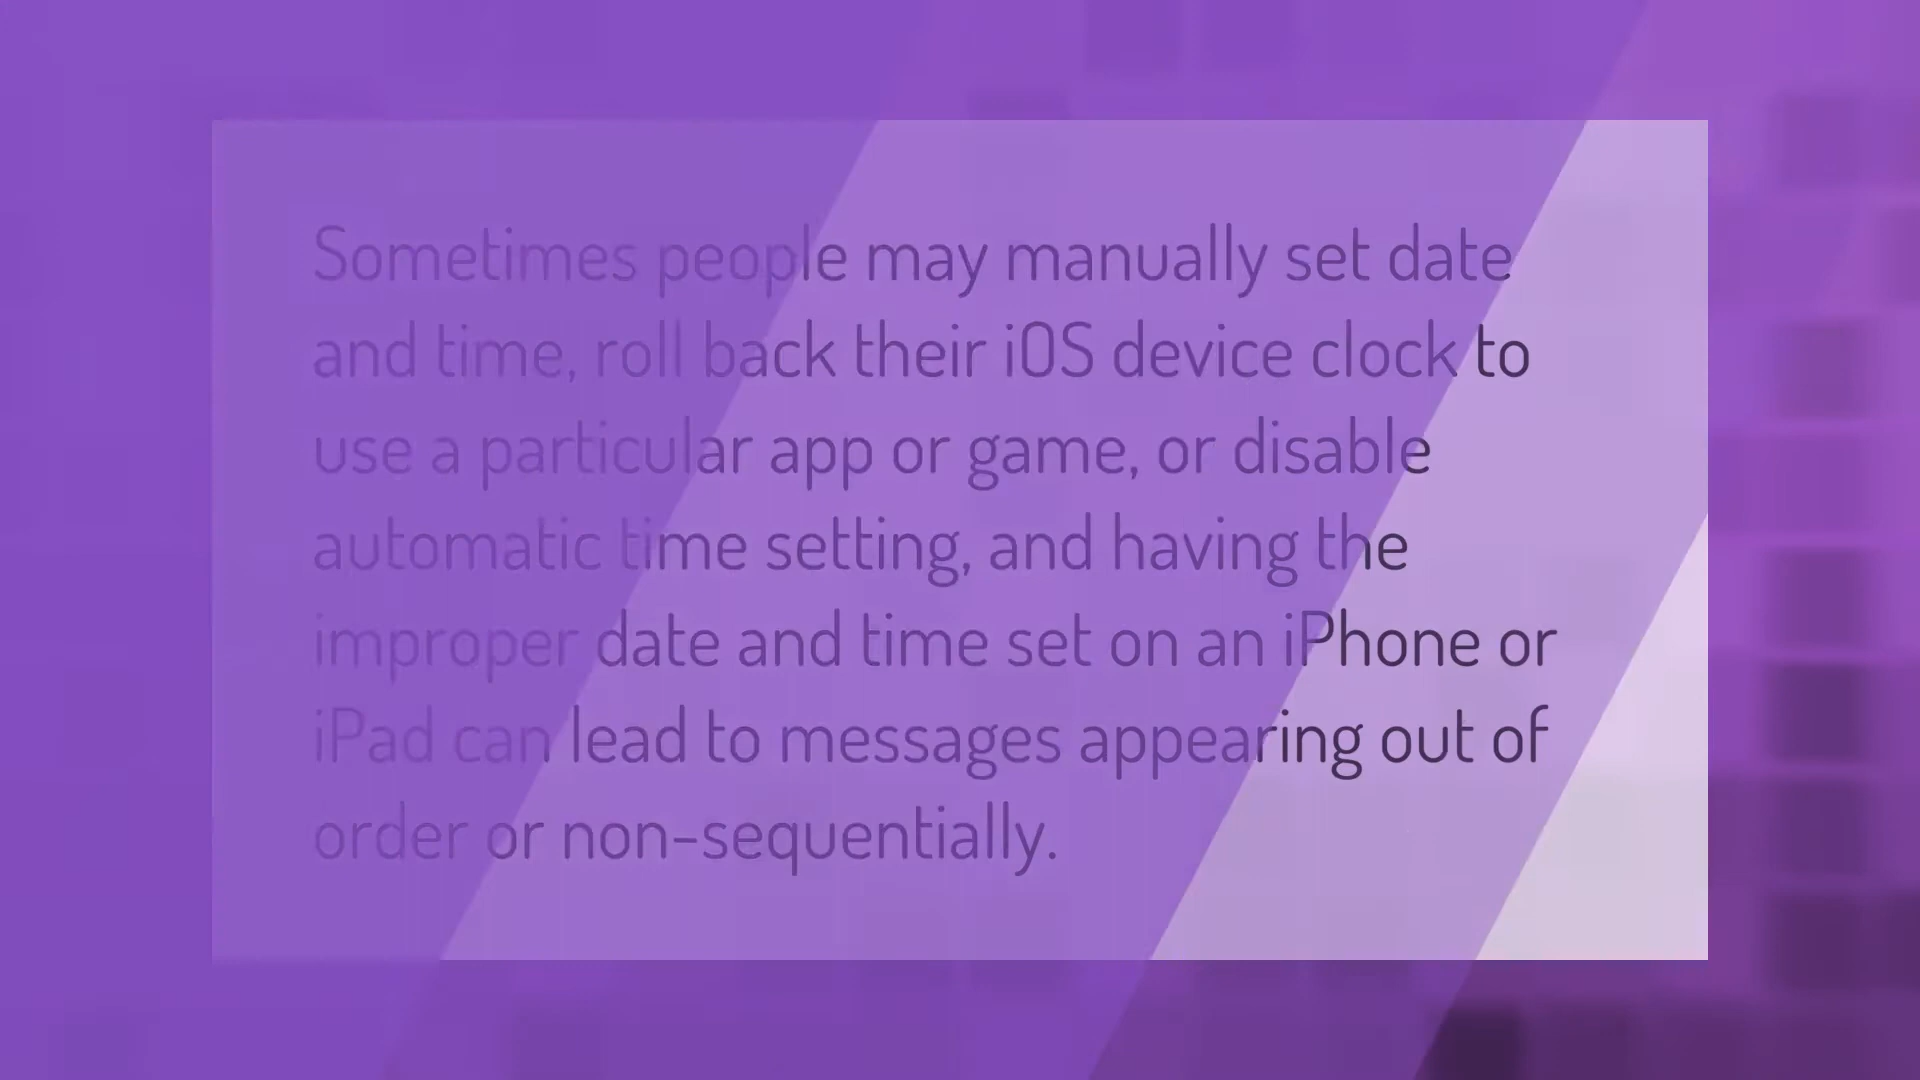 Sometimes people may manually set date
and time, roll back their iOS device clock to
use a particular app or game, or disable
automatic time setting, and having the
improper date and time set on an iPhone or
iPad can lead to messages appearing out of
order or non-sequentially.